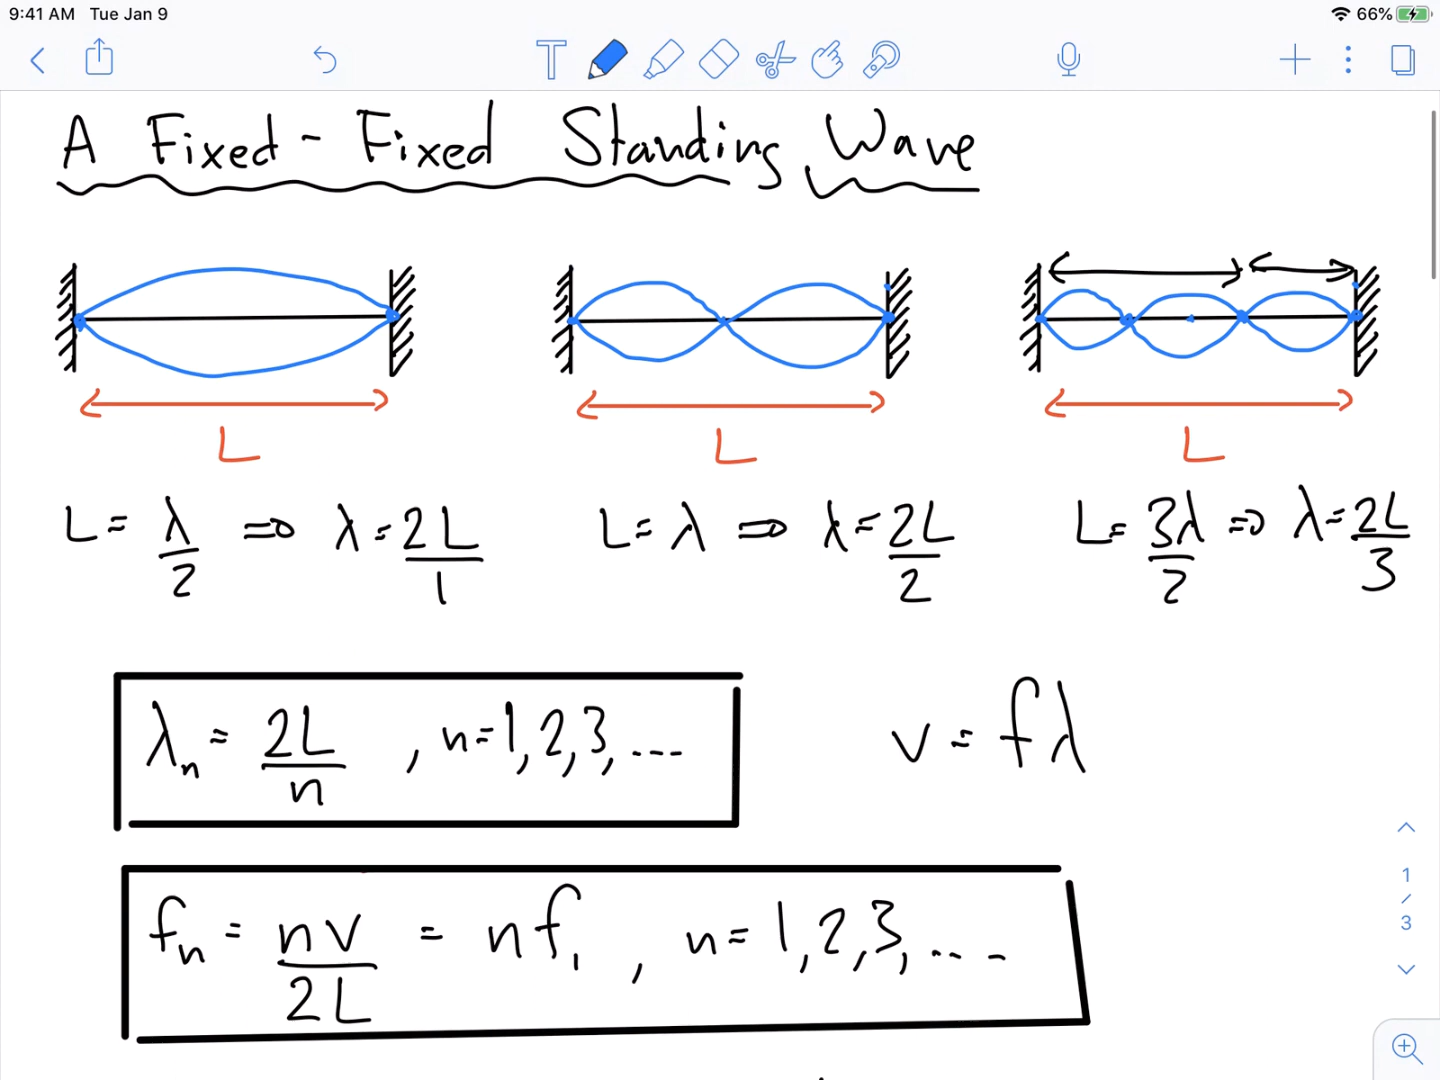 9:41 AM Tue Jan 9 66%
A Fixed-Fixed Standing Wave
L L L
L = λ/2 ⇒ λ = 2L/1 L = λ ⇒ λ = 2L/2 L = 3λ/2 ⇒ λ = 2L/3
λₙ = 2L/n , n = 1, 2, 3, ... v = fλ
fₙ = nv/2L = nf₁ , n = 1, 2, 3, ...
1 / 3